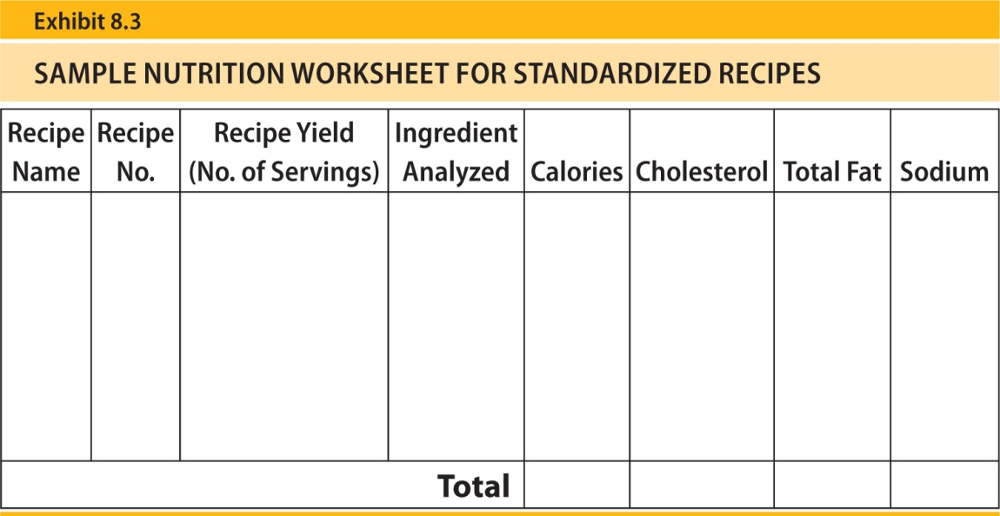 Exhibit 8.3
SAMPLE NUTRITION WORKSHEET FOR STANDARDIZED RECIPES
Recipe Name
Recipe No.
Recipe Yield (No. of Servings)
Ingredient Analyzed
Calories
Cholesterol
Total Fat
Sodium
Total